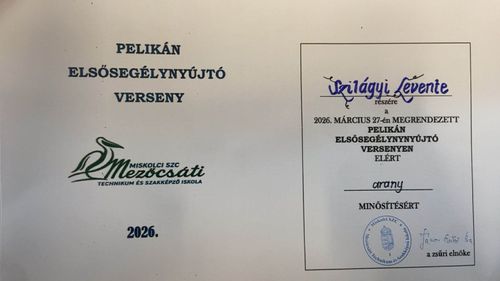 PELIKÁN
ELSŐSEGÉLYNYÚJTÓ
VERSENY
MISKOLCI SZC
Mezőcsáti
TECHNIKUM ÉS SZAKKÉPZŐ ISKOLA
2026.
Szilágyi Levente
részére
a
2026. MÁRCIUS 27-én MEGRENDEZETT
PELIKÁN
ELSŐSEGÉLYNYÚJTÓ
VERSENYEN
ELÉRT
arany
MINŐSÍTÉSÉRT
a zsűri elnöke